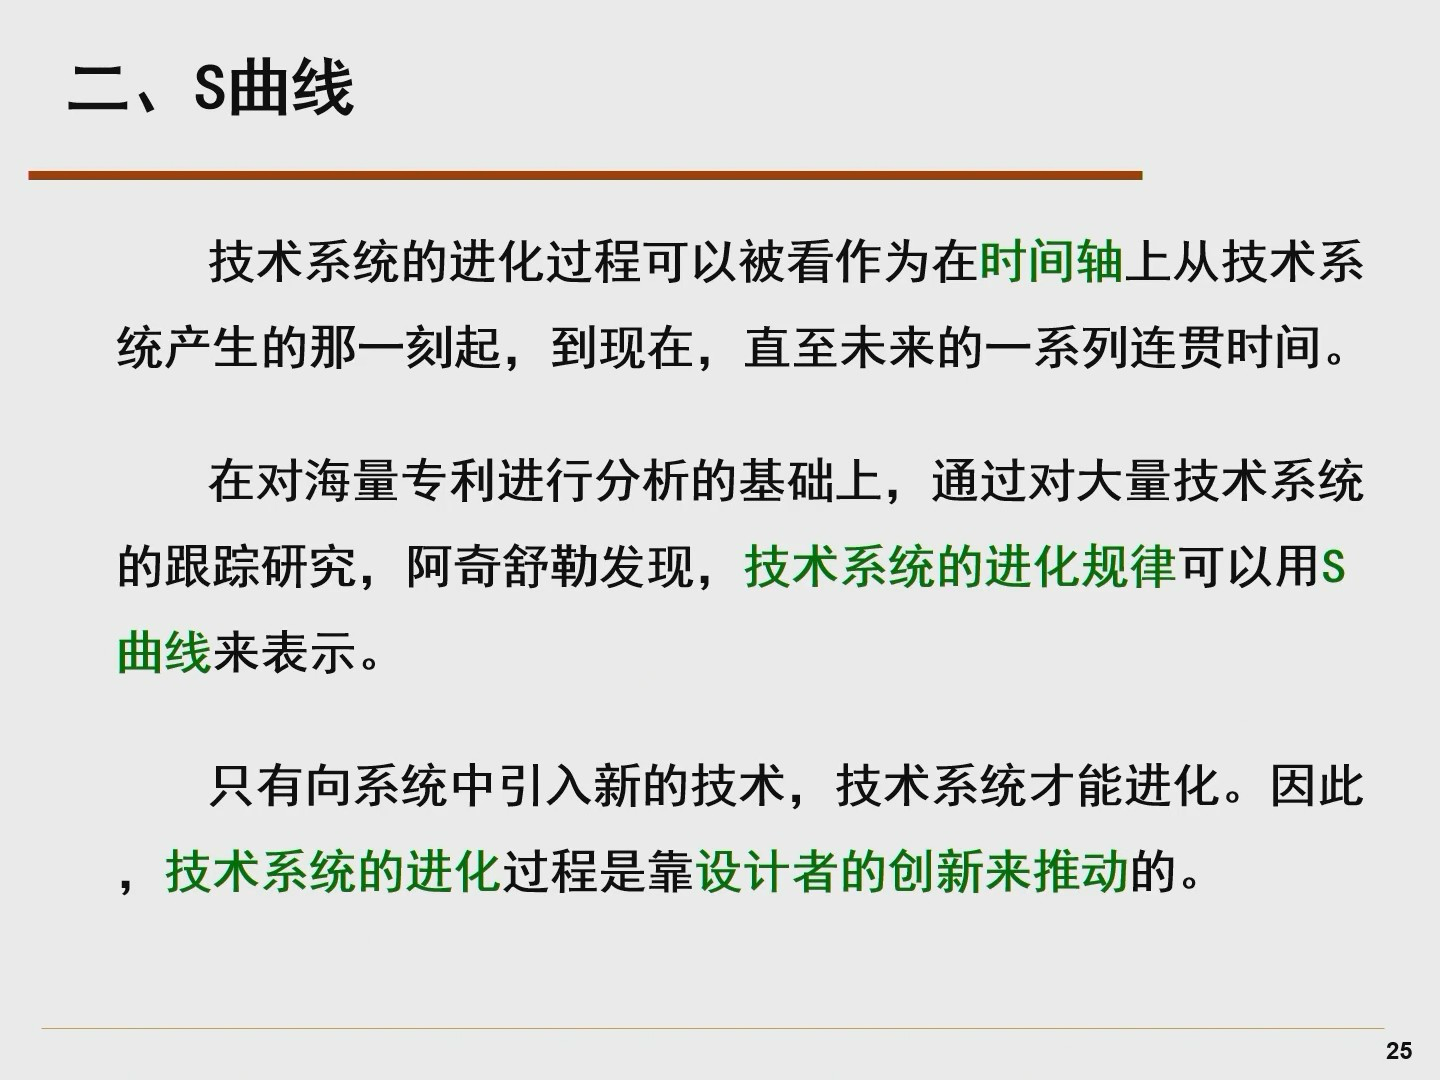 二、S曲线
技术系统的进化过程可以被看作为在时间轴上从技术系
统产生的那一刻起，到现在，直至未来的一系列连贯时间。
在对海量专利进行分析的基础上，通过对大量技术系统
的跟踪研究，阿奇舒勒发现，技术系统的进化规律可以用S
曲线来表示。
只有向系统中引入新的技术，技术系统才能进化。因此
，技术系统的进化过程是靠设计者的创新来推动的。
25